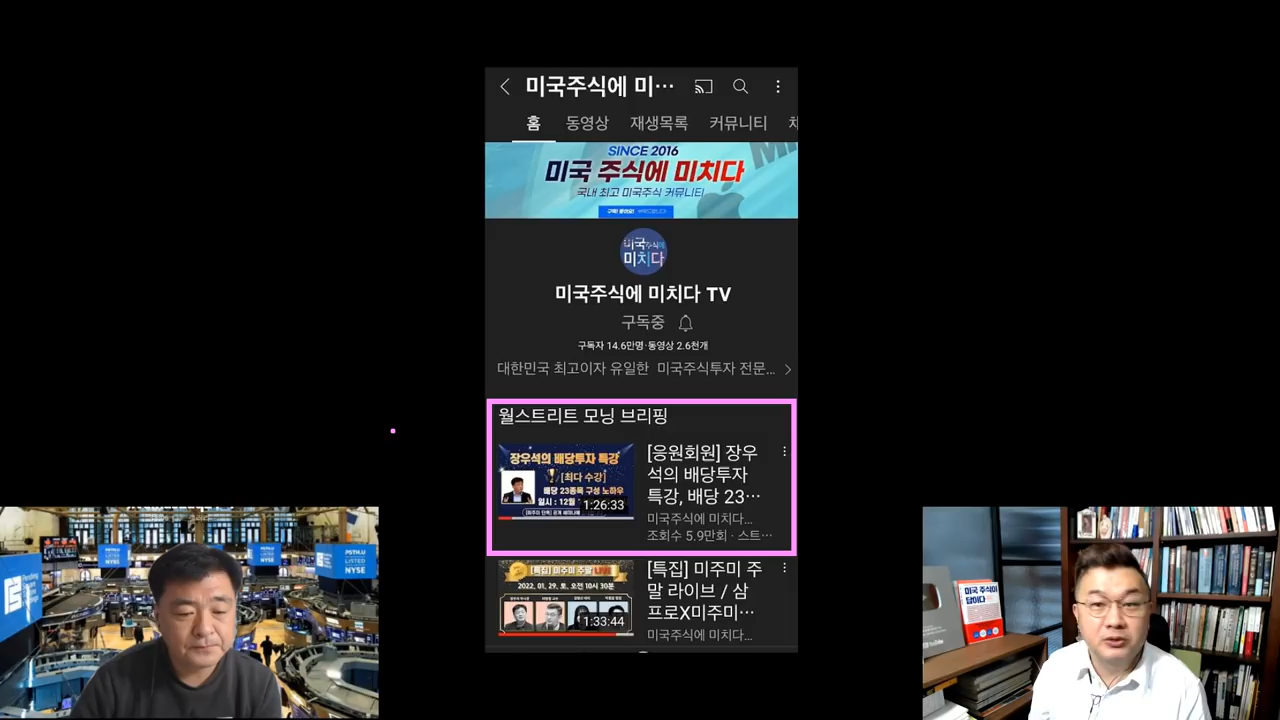 미국주식에 미···
홈 동영상 재생목록 커뮤니티
SINCE 2016
미국 주식에 미치다
국내 최고 미국주식 커뮤니티
미국주식에
미치다
미국주식에 미치다 TV
구독중
구독자 14.6만명·동영상 2.6천개
대한민국 최고이자 유일한 미국주식투자 전문...
월스트리트 모닝 브리핑
장우석의 배당투자 특강
[최다 수강]
배당 23종목 구성 노하우
일시 : 12월
1:26:33
[응원회원] 장우
석의 배당투자
특강, 배당 23···
미국주식에 미치다...
조회수 5.9만회 · 스트···
[특집] 미주미 주말 LIVE
2022. 01. 29. 토, 오전 10시 30분
1:33:44
[특집] 미주미 주
말 라이브 / 삼
프로X미주미···
미국주식에 미치다...
PSTH.U
LISTED
NYSE
미국 주식이
답이다